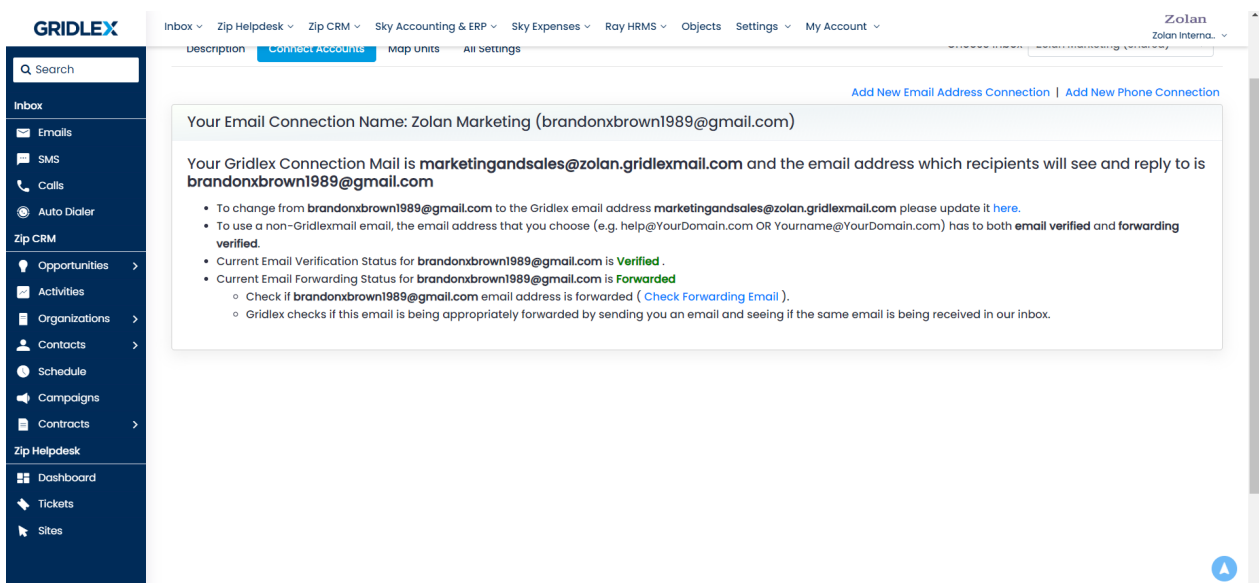 GRIDLEX
Inbox Zip Helpdesk Zip CRM Sky Accounting & ERP Sky Expenses Ray HRMS Objects Settings My Account
Zolan
Zolan Interna..
Description Connect Accounts Map Units All Settings
Choose Inbox Zolan Marketing (shared)
Search
Inbox
Emails
SMS
Calls
Auto Dialer
Zip CRM
Opportunities
Activities
Organizations
Contacts
Schedule
Campaigns
Contracts
Zip Helpdesk
Dashboard
Tickets
Sites
Add New Email Address Connection | Add New Phone Connection
Your Email Connection Name: Zolan Marketing (brandonxbrown1989@gmail.com)
Your Gridlex Connection Mail is marketingandsales@zolan.gridlexmail.com and the email address which recipients will see and reply to is
brandonxbrown1989@gmail.com
• To change from brandonxbrown1989@gmail.com to the Gridlex email address marketingandsales@zolan.gridlexmail.com please update it here.
• To use a non-Gridlexmail email, the email address that you choose (e.g. help@YourDomain.com OR Yourname@YourDomain.com) has to both email verified and forwarding
verified.
• Current Email Verification Status for brandonxbrown1989@gmail.com is Verified .
• Current Email Forwarding Status for brandonxbrown1989@gmail.com is Forwarded
◦ Check if brandonxbrown1989@gmail.com email address is forwarded ( Check Forwarding Email ).
◦ Gridlex checks if this email is being appropriately forwarded by sending you an email and seeing if the same email is being received in our inbox.